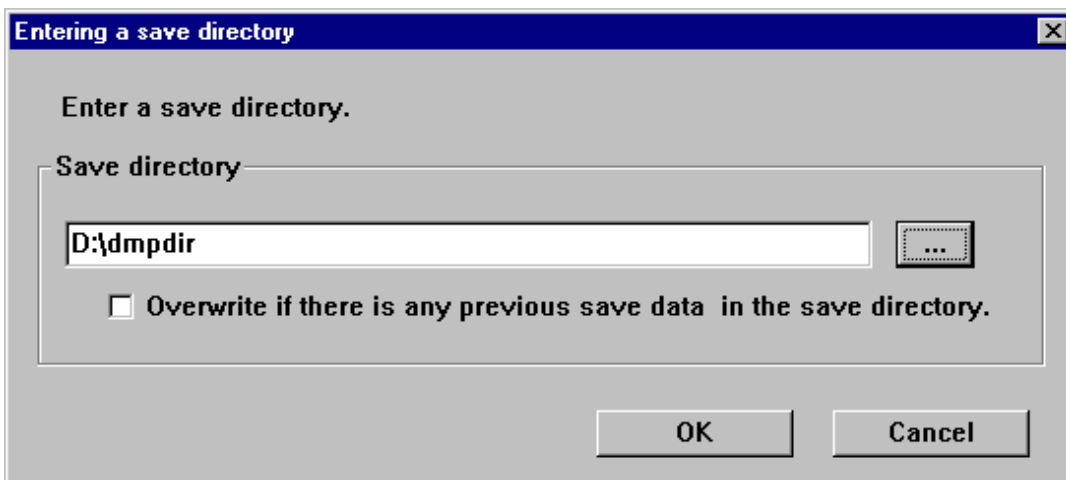 Entering a save directory
Enter a save directory.
Save directory
D:\dmpdir
...
Overwrite if there is any previous save data in the save directory.
OK
Cancel